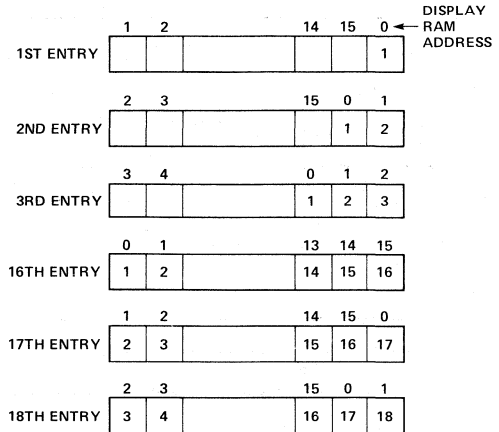 DISPLAY
RAM
ADDRESS
1 2 14 15 0
1ST ENTRY 1
2 3 15 0 1
2ND ENTRY 1 2
3 4 0 1 2
3RD ENTRY 1 2 3
0 1 13 14 15
16TH ENTRY 1 2 14 15 16
1 2 14 15 0
17TH ENTRY 2 3 15 16 17
2 3 15 0 1
18TH ENTRY 3 4 16 17 18